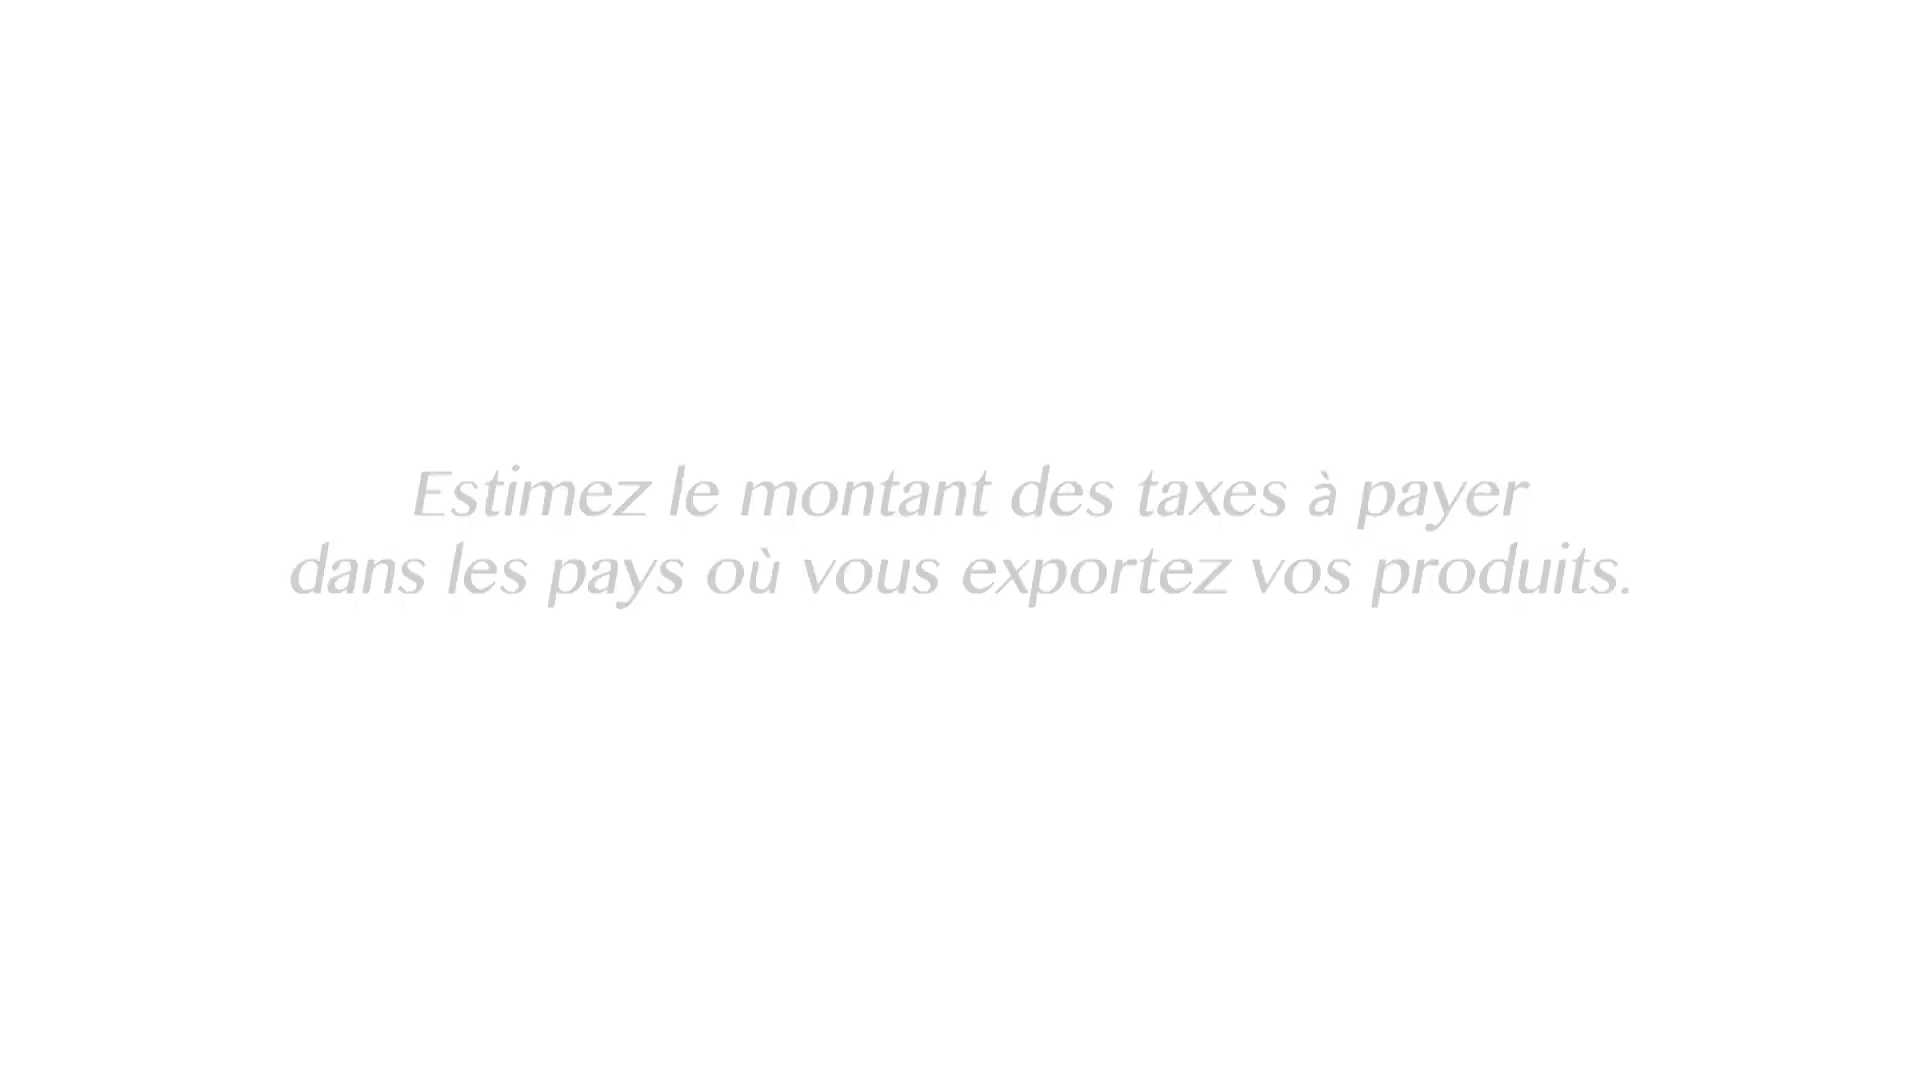 Estimez le montant des taxes à payer
dans les pays où vous exportez vos produits.